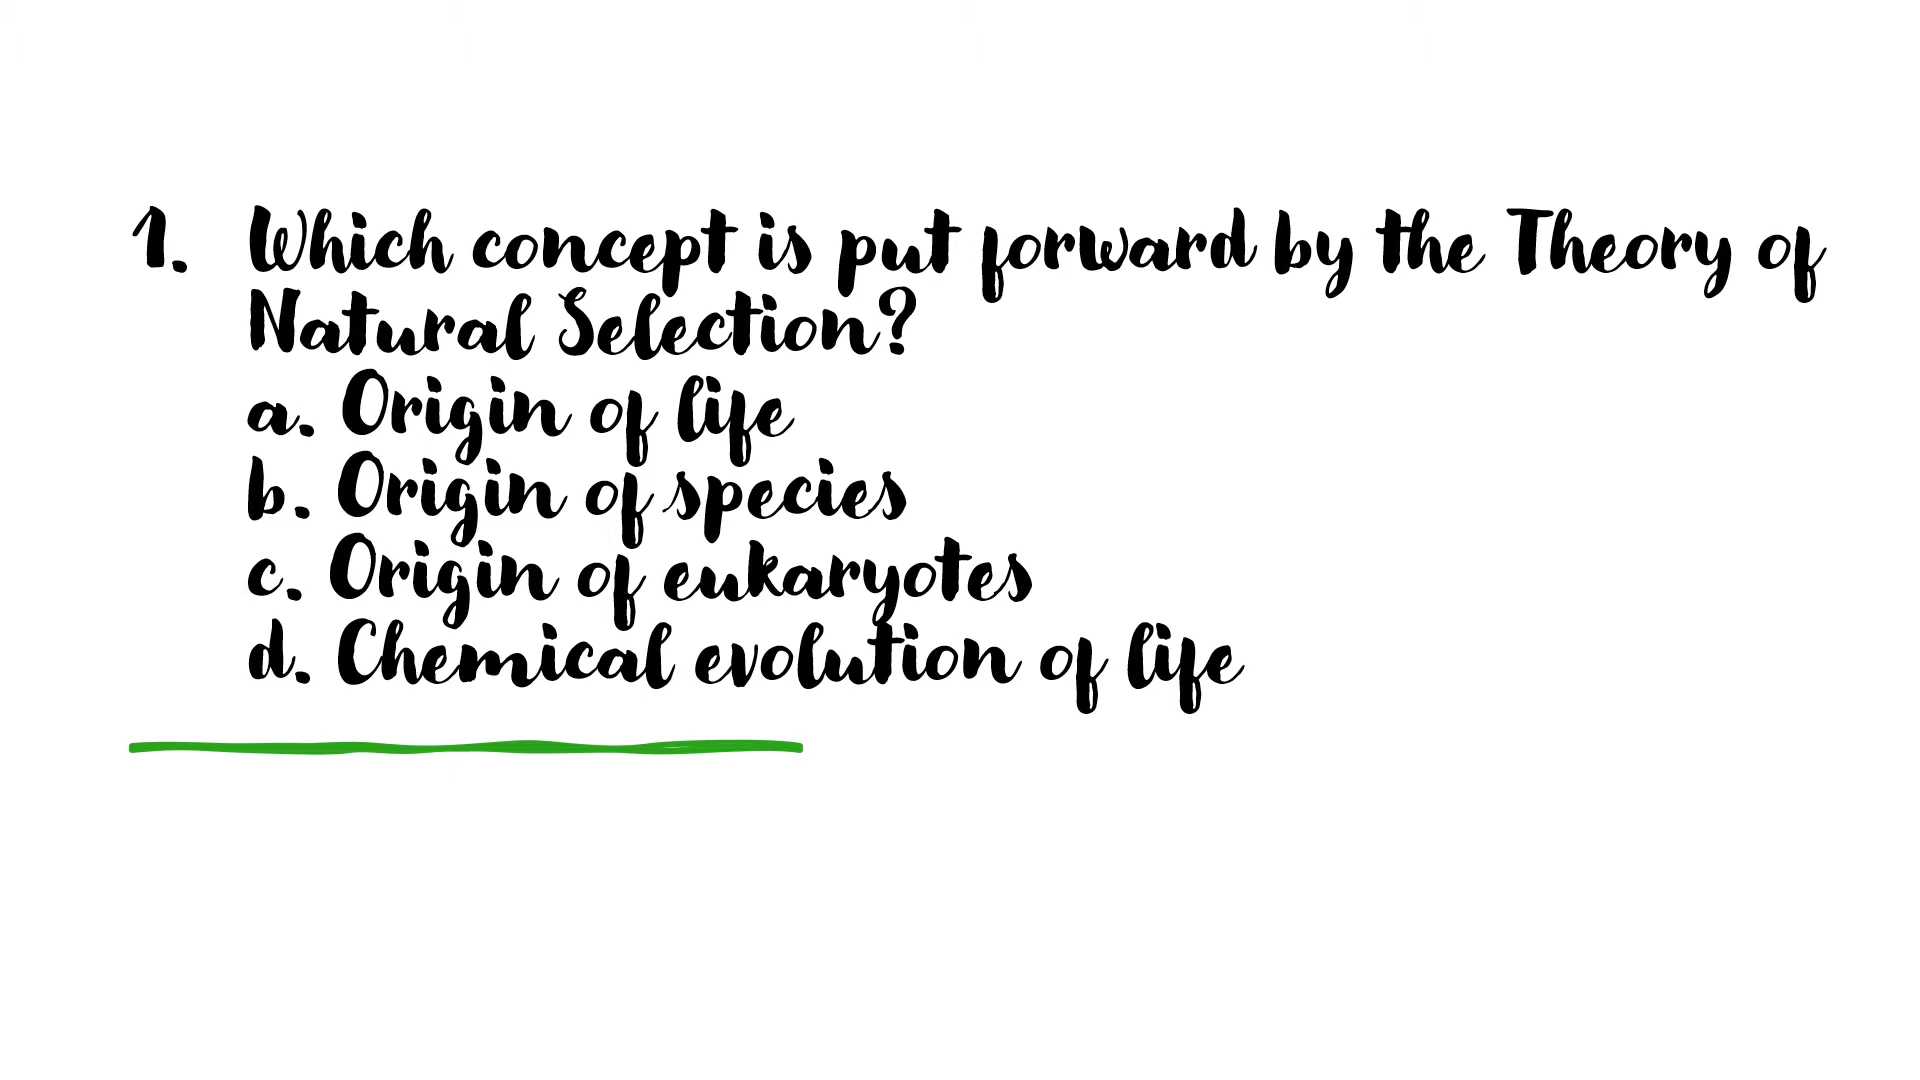 1. Which concept is put forward by the Theory of
Natural Selection?
a. Origin of life
b. Origin of species
c. Origin of eukaryotes
d. Chemical evolution of life